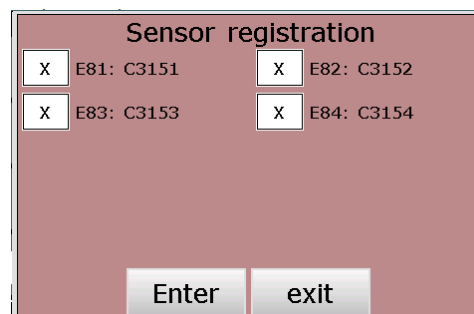 Sensor registration
X E81: C3151 X E82: C3152
X E83: C3153 X E84: C3154
Enter exit